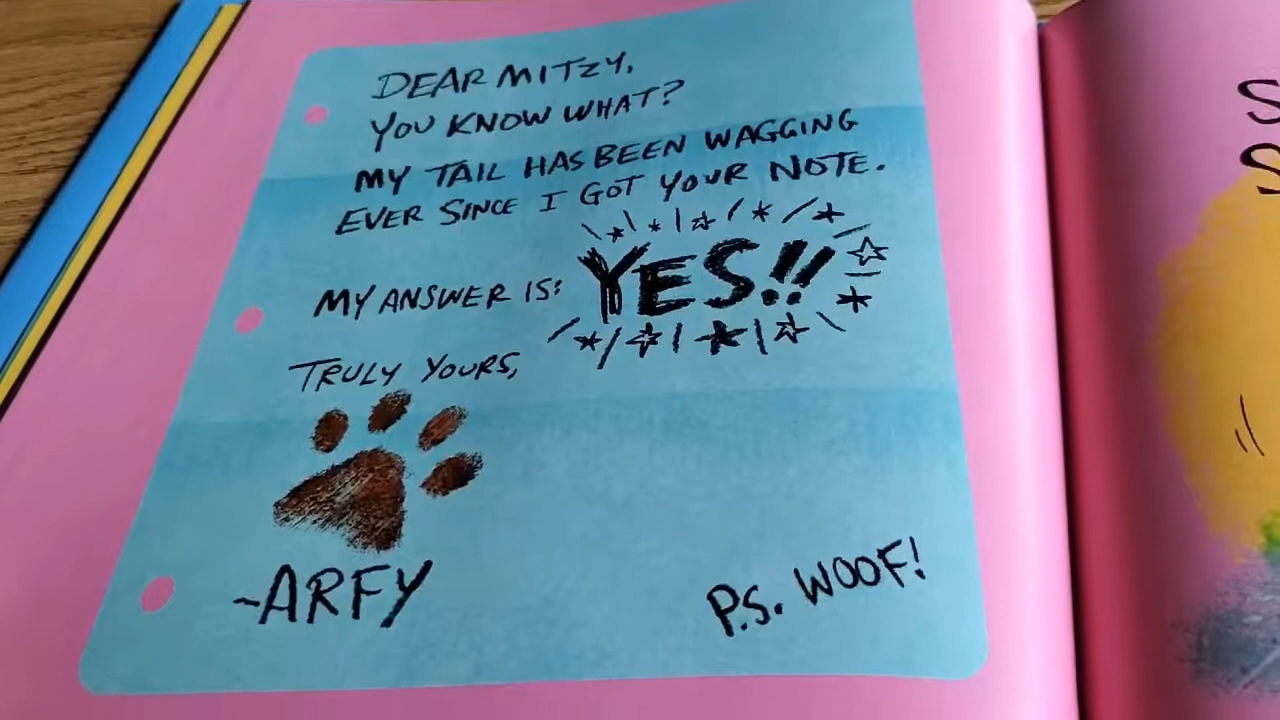 DEAR MITZY,
YOU KNOW WHAT?
MY TAIL HAS BEEN WAGGING
EVER SINCE I GOT YOUR NOTE.
MY ANSWER IS: YES!!
TRULY YOURS,
~ARFY
P.S. WOOF!